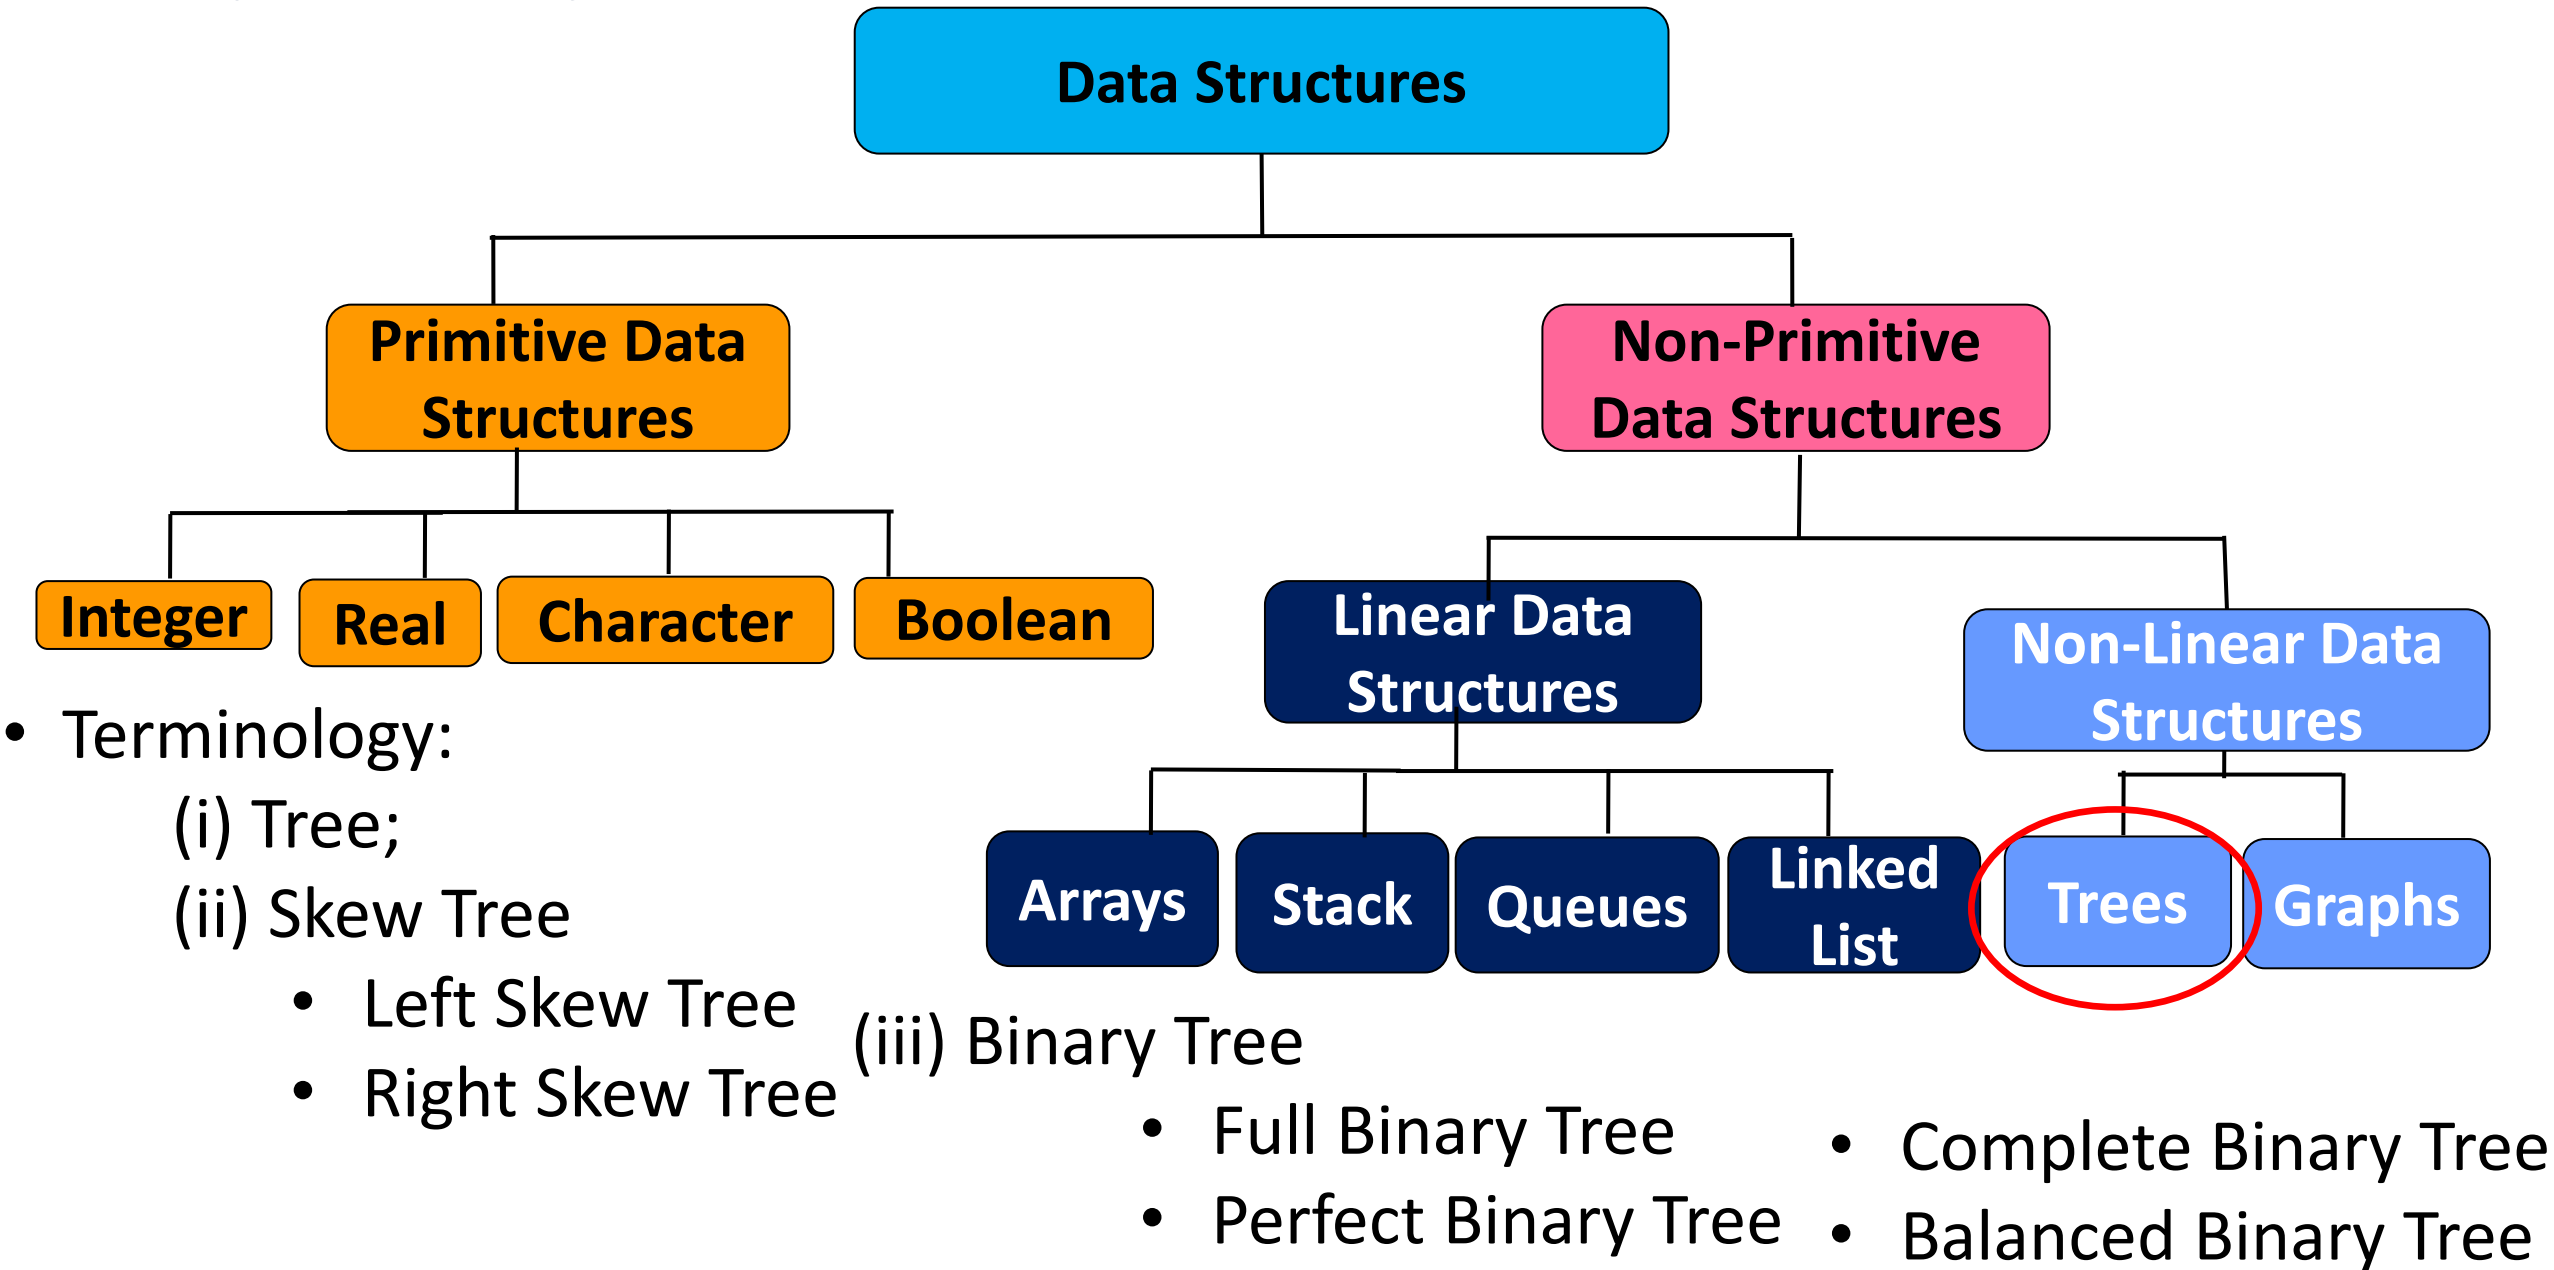 Data Structures
Primitive Data
Structures
Non-Primitive
Data Structures
Integer
Real
Character
Boolean
Linear Data
Structures
Non-Linear Data
Structures
Arrays
Stack
Queues
Linked
List
Trees
Graphs
• Terminology:
(i) Tree;
(ii) Skew Tree
• Left Skew Tree
• Right Skew Tree
(iii) Binary Tree
• Full Binary Tree
• Perfect Binary Tree
• Complete Binary Tree
• Balanced Binary Tree